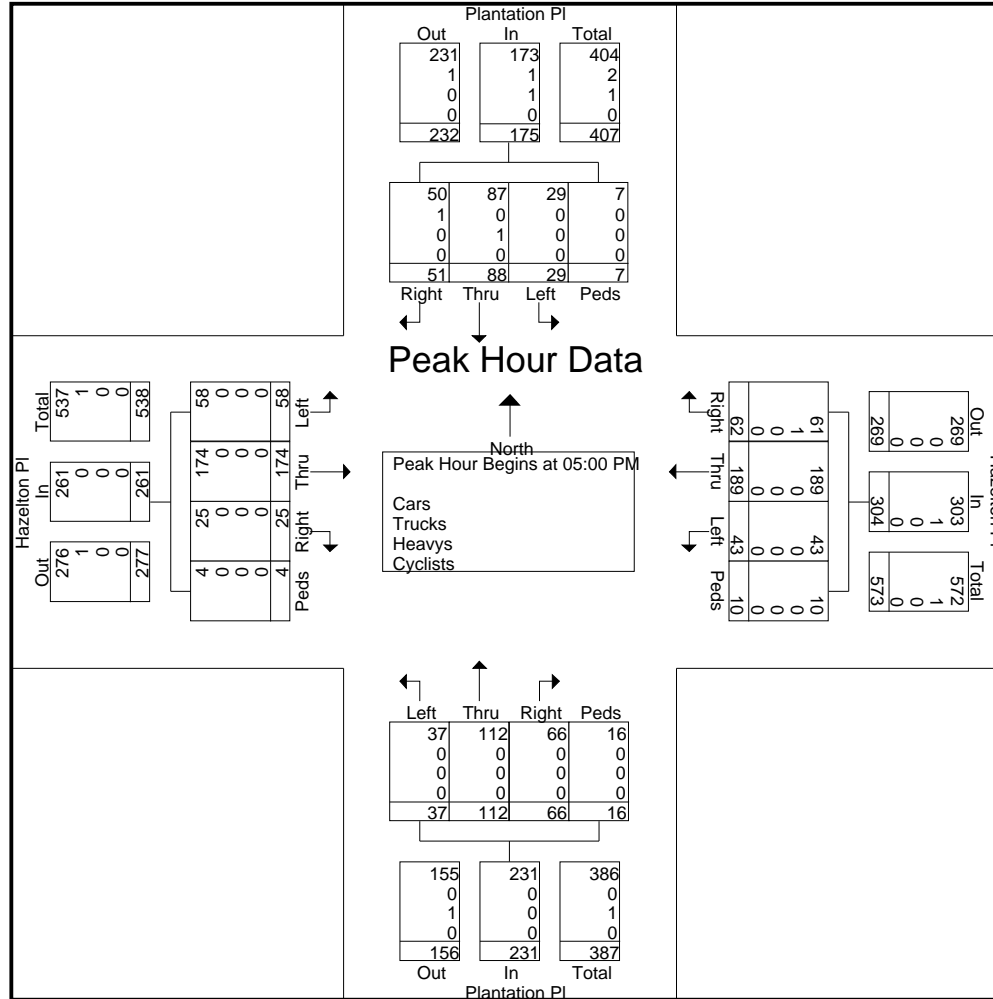 Plantation Pl
Out In Total
231 173 404
1 1 2
0 1 1
0 0 0
232 175 407
50 87 29 7
1 0 0 0
0 1 0 0
0 0 0 0
51 88 29 7
Right Thru Left Peds
Peak Hour Data
North
Peak Hour Begins at 05:00 PM
Cars
Trucks
Heavys
Cyclists
Hazelton Pl
Total
537 1 0 0 538
In
261 0 0 0 261
Out
276 1 0 0 277
58 0 0 0 58
Left
174 0 0 0 174
Thru
25 0 0 0 25
Right
4 0 0 0 4
Peds
Right
61 1 0 0 62
Thru
189 0 0 0 189
Left
43 0 0 0 43
Peds
10 0 0 0 10
Out
269 0 0 0 269
In
303 1 0 0 304
Total
572 1 0 0 573
Left Thru Right Peds
37 112 66 16
0 0 0 0
0 0 0 0
0 0 0 0
37 112 66 16
155 231 386
0 0 0
1 0 1
0 0 0
156 231 387
Out In Total
Plantation Pl